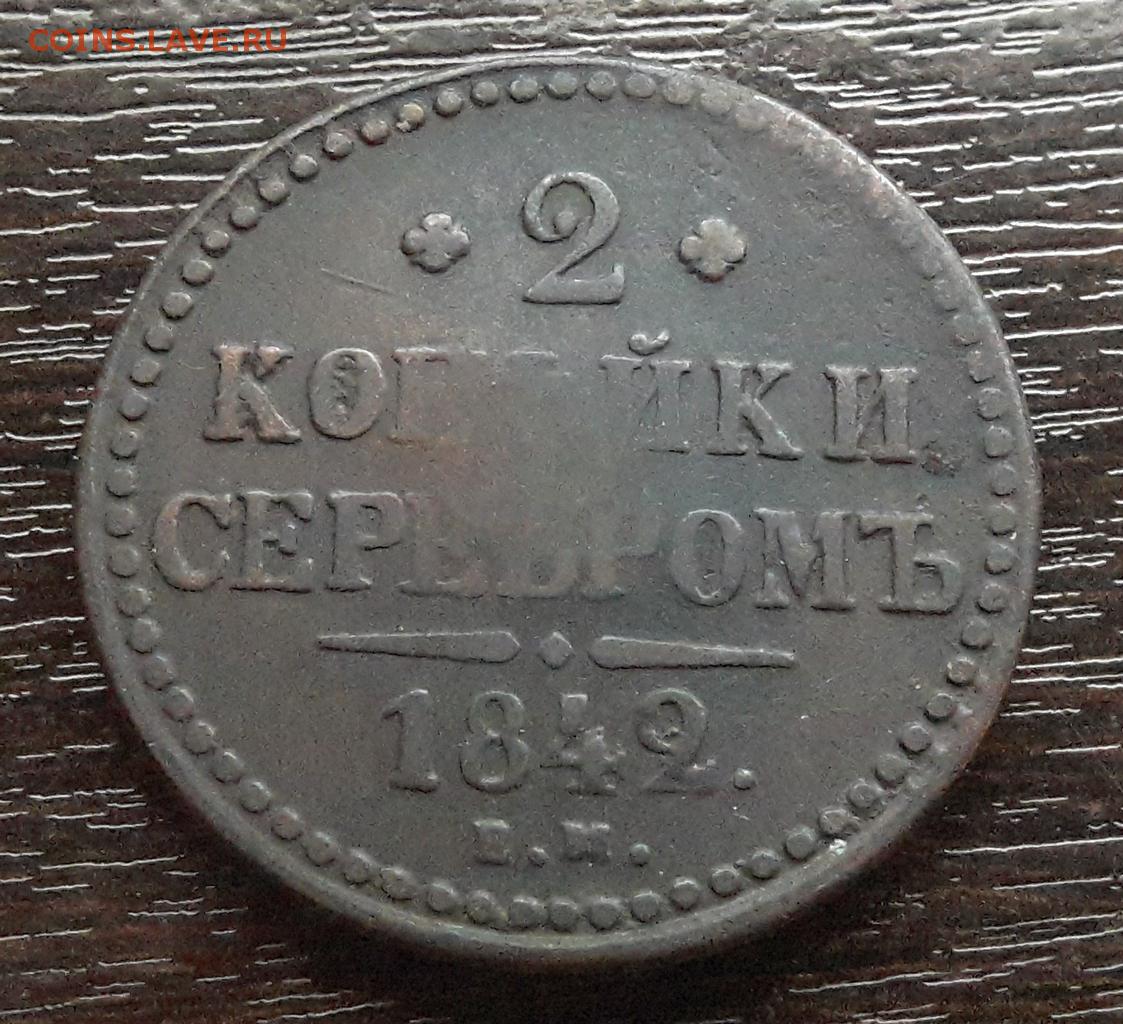 COINS.LAVE.RU
2
КОПѢЙКИ.
СЕРЕБРОМЪ
1842.
Е.М.